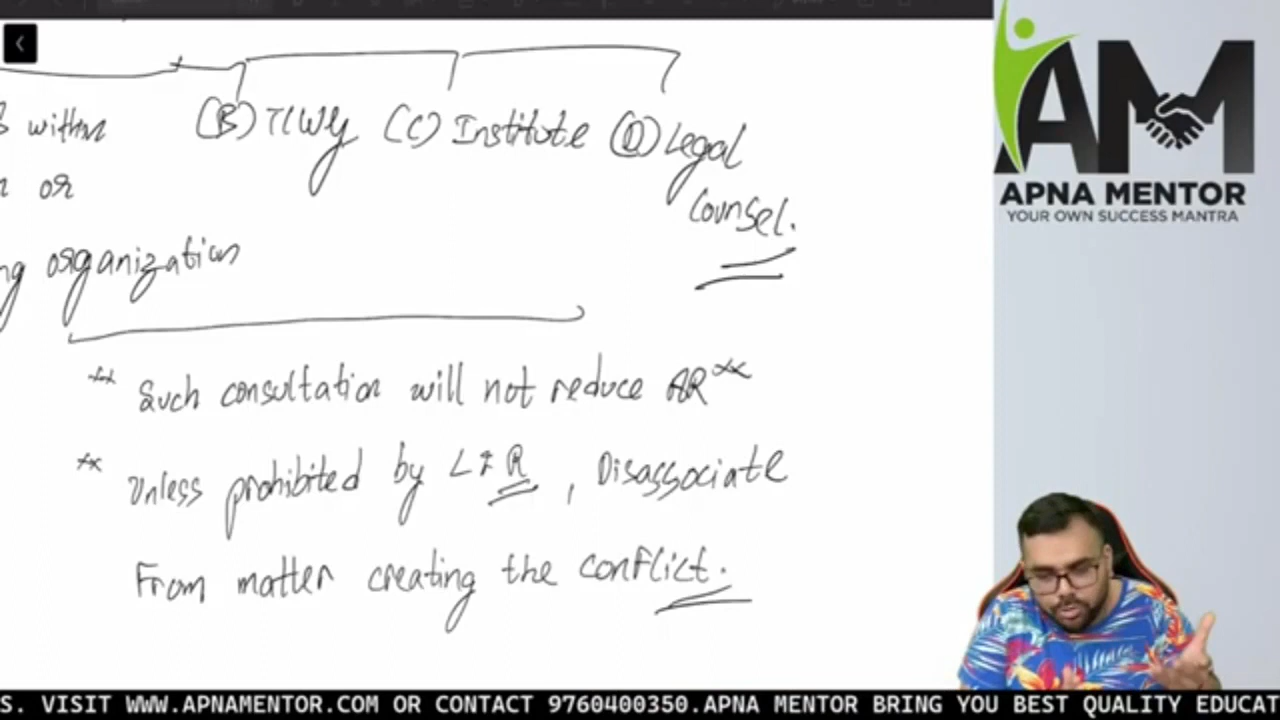 within (B) TCWG (C) Institute (D) Legal
or Counsel.
organization
** Such consultation will not reduce AR **
** Unless prohibited by L & R, Disassociate
From matter creating the conflict.
AM
APNA MENTOR
YOUR OWN SUCCESS MANTRA
S. VISIT WWW.APNAMENTOR.COM OR CONTACT 9760400350.APNA MENTOR BRING YOU BEST QUALITY EDUCAT